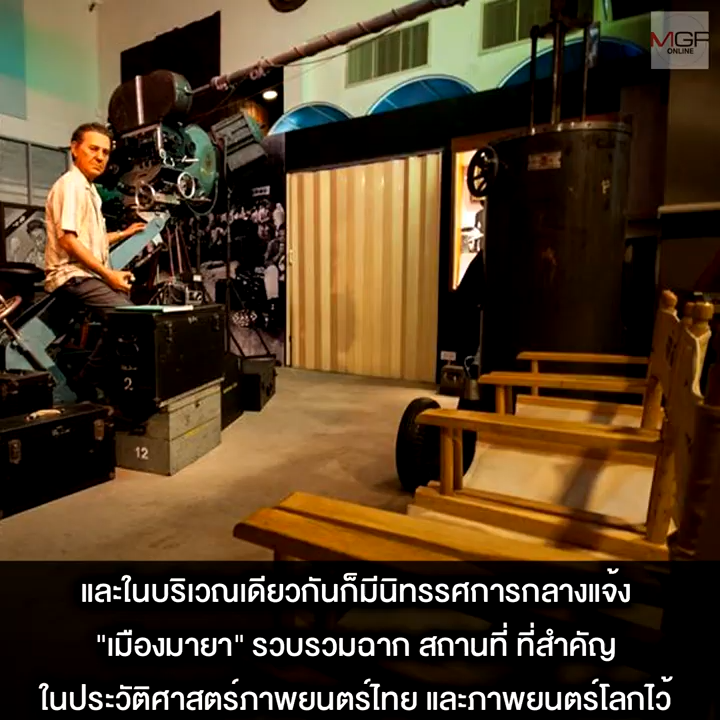 MGR
ONLINE
2
12
และในบริเวณเดียวกันก็มีนิทรรศการกลางแจ้ง
"เมืองมายา" รวบรวมฉาก สถานที่ ที่สำคัญ
ในประวัติศาสตร์ภาพยนตร์ไทย และภาพยนตร์โลกไว้